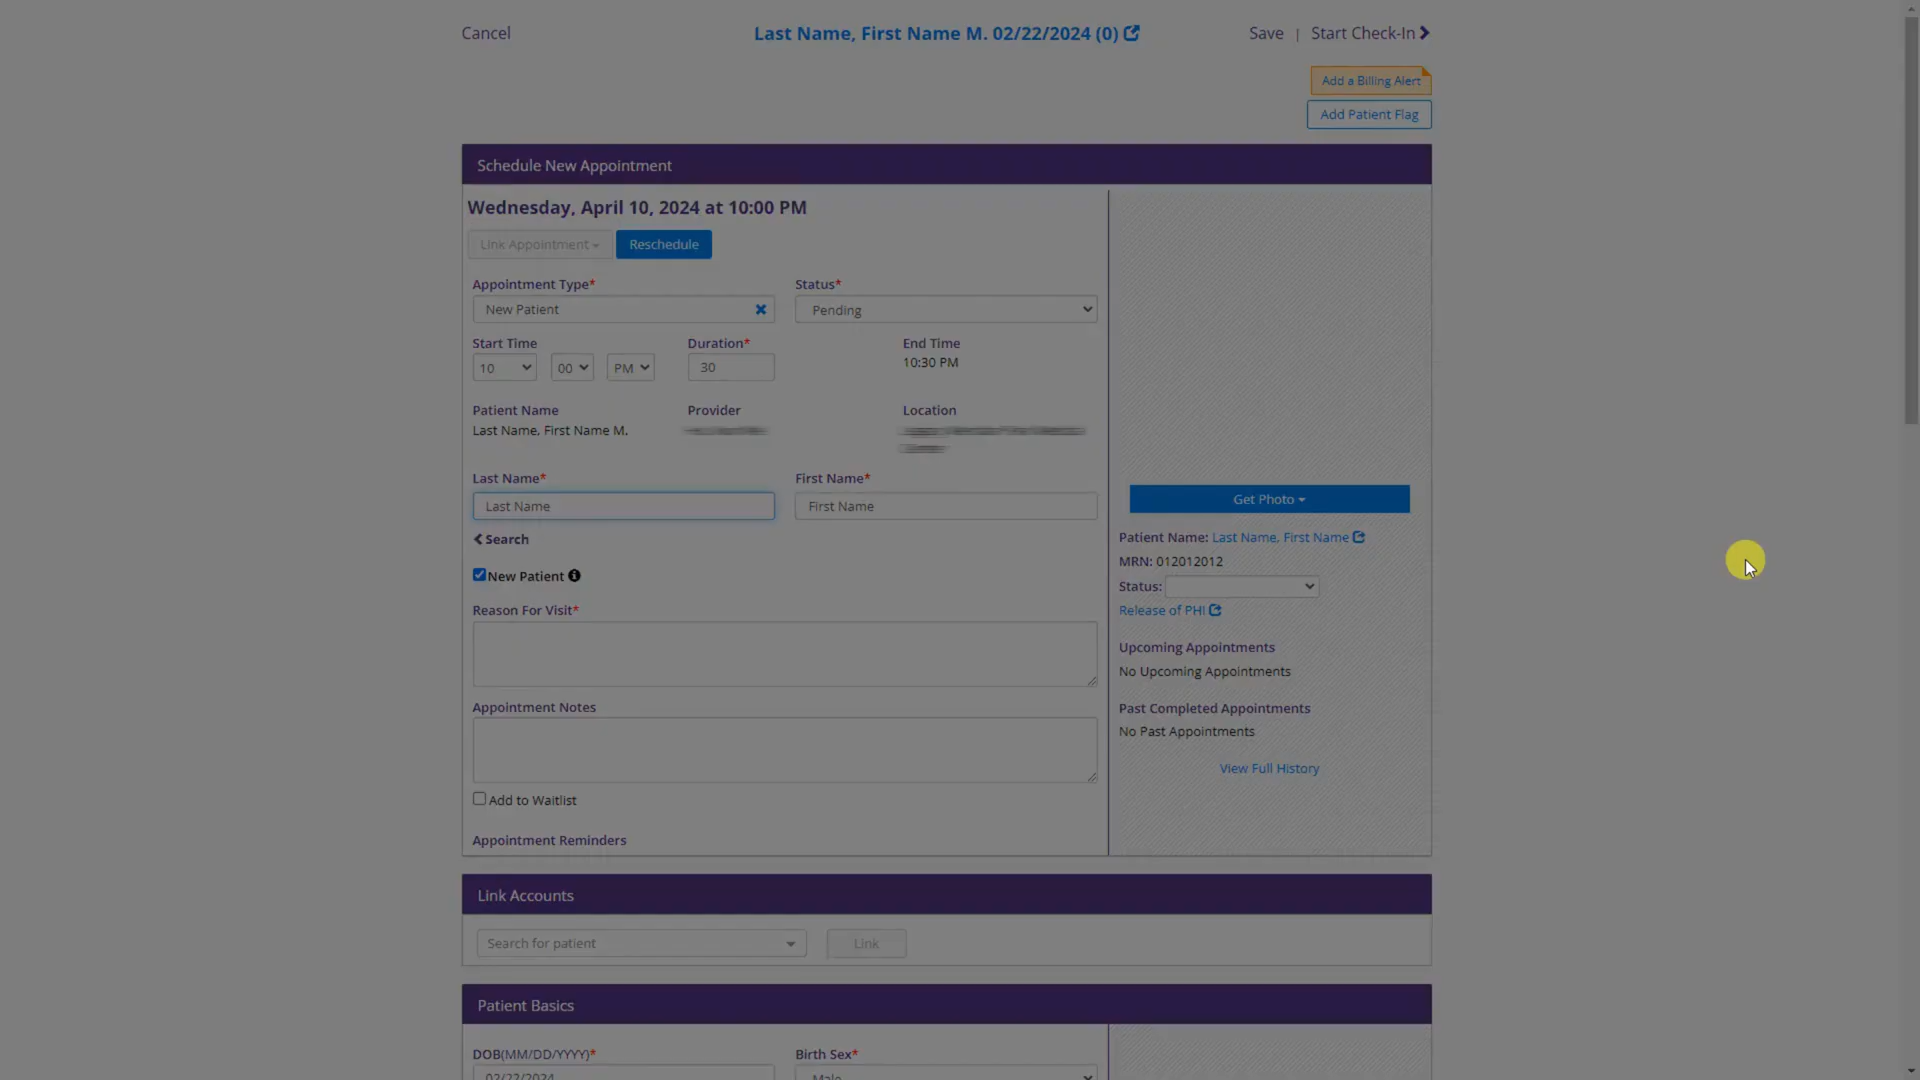 Cancel
Last Name, First Name M. 02/22/2024 (0)
Save | Start Check-In
Add a Billing Alert
Add Patient Flag
Schedule New Appointment
Wednesday, April 10, 2024 at 10:00 PM
Link Appointment
Reschedule
Appointment Type*
Status*
New Patient
Pending
Start Time
Duration*
End Time
10
00
PM
30
10:30 PM
Patient Name
Provider
Location
Last Name, First Name M.
Last Name*
First Name*
Last Name
First Name
Search
New Patient
Reason For Visit*
Appointment Notes
Add to Waitlist
Appointment Reminders
Get Photo
Patient Name: Last Name, First Name
MRN: 012012012
Status:
Release of PHI
Upcoming Appointments
No Upcoming Appointments
Past Completed Appointments
No Past Appointments
View Full History
Link Accounts
Search for patient
Link
Patient Basics
DOB(MM/DD/YYYY)*
Birth Sex*
02/22/2024
Male